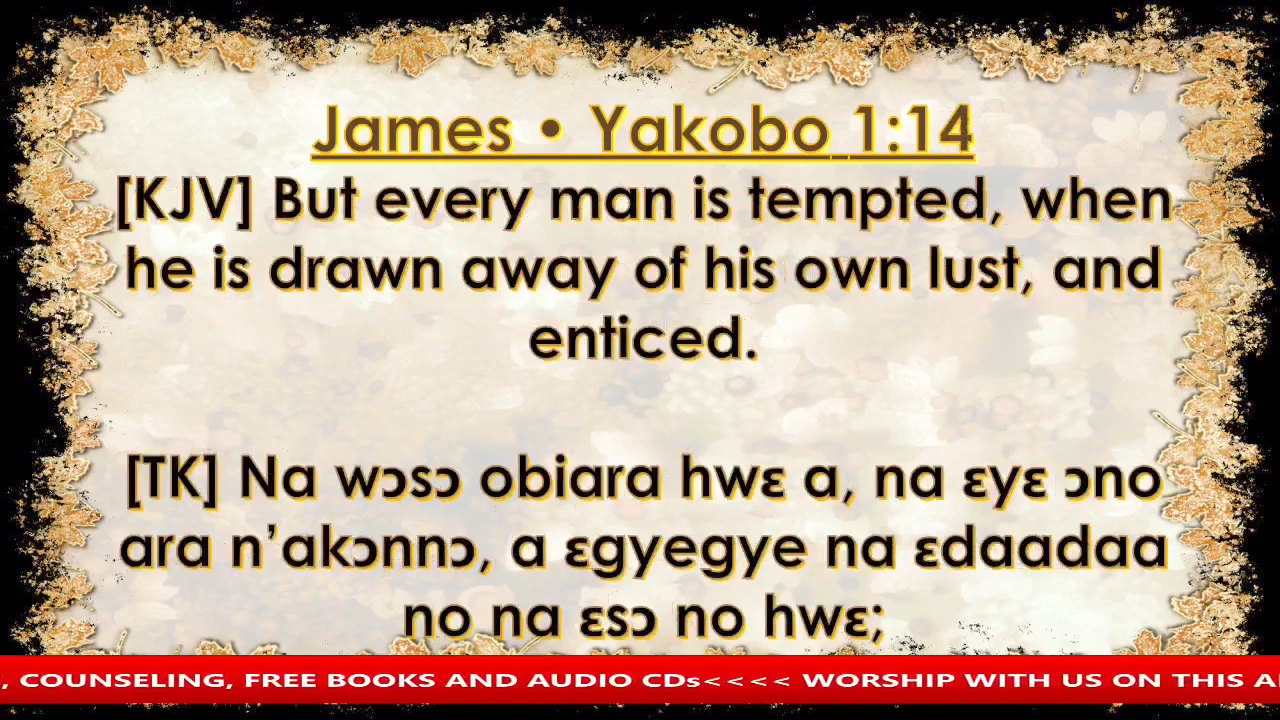 James • Yakobo 1:14
[KJV] But every man is tempted, when
he is drawn away of his own lust, and
enticed.
[TK] Na wɔsɔ obiara hwɛ a, na ɛyɛ ɔno
ara n’akɔnnɔ, a ɛgyegye na ɛdaadaa
no na ɛsɔ no hwɛ;
, COUNSELING, FREE BOOKS AND AUDIO CDs<<<< WORSHIP WITH US ON THIS